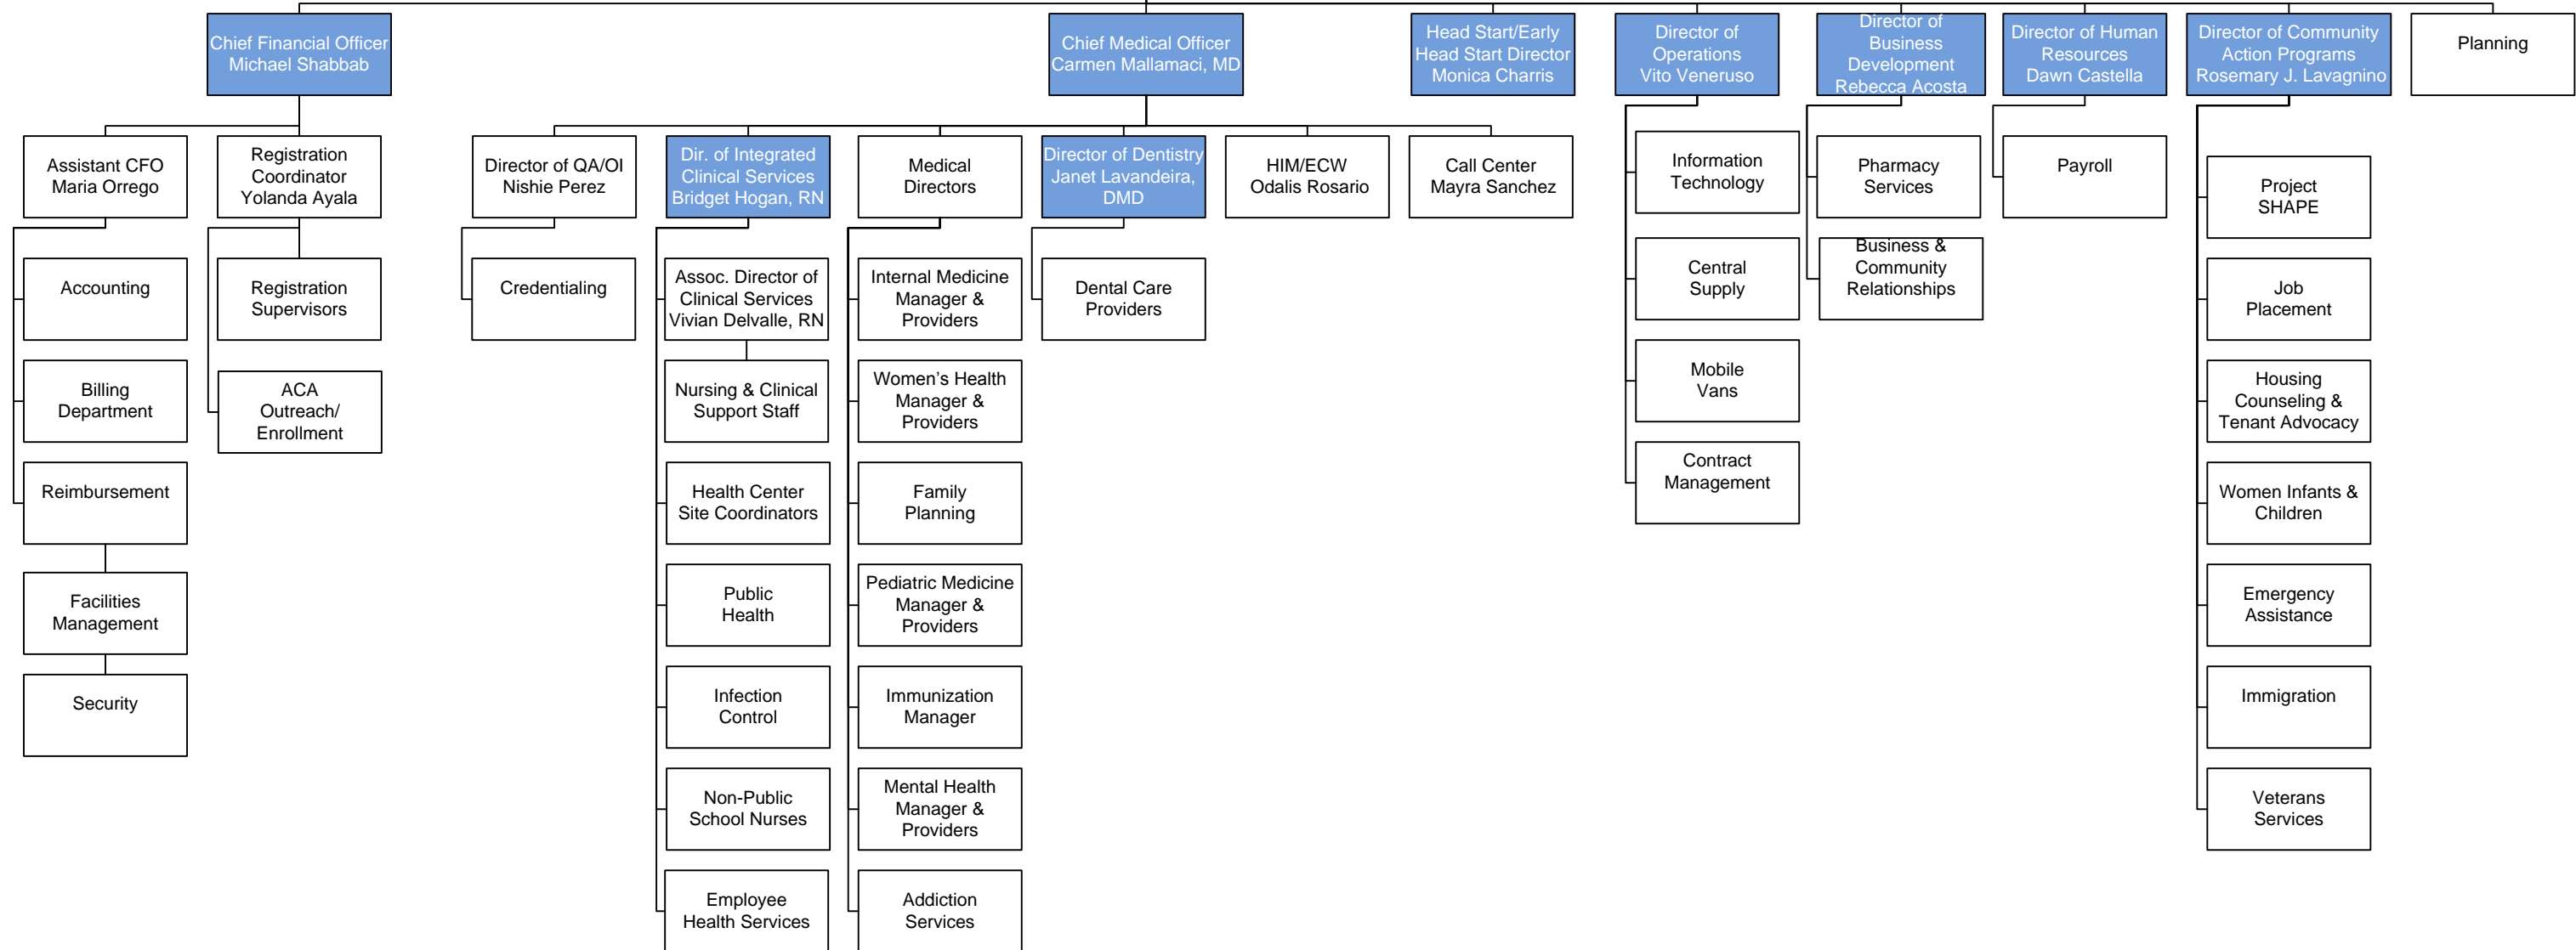 Chief Financial Officer
Michael Shabbab
Chief Medical Officer
Carmen Mallamaci, MD
Head Start/Early
Head Start Director
Monica Charris
Director of
Operations
Vito Veneruso
Director of
Business
Development
Rebecca Acosta
Director of Human
Resources
Dawn Castella
Director of Community
Action Programs
Rosemary J. Lavagnino
Planning
Assistant CFO
Maria Orrego
Registration
Coordinator
Yolanda Ayala
Director of QA/OI
Nishie Perez
Dir. of Integrated
Clinical Services
Bridget Hogan, RN
Medical
Directors
Director of Dentistry
Janet Lavandeira,
DMD
HIM/ECW
Odalis Rosario
Call Center
Mayra Sanchez
Information
Technology
Pharmacy
Services
Payroll
Project
SHAPE
Accounting
Registration
Supervisors
Credentialing
Assoc. Director of
Clinical Services
Vivian Delvalle, RN
Internal Medicine
Manager &
Providers
Dental Care
Providers
Central
Supply
Business &
Community
Relationships
Job
Placement
Billing
Department
ACA
Outreach/
Enrollment
Nursing & Clinical
Support Staff
Women's Health
Manager &
Providers
Mobile
Vans
Housing
Counseling &
Tenant Advocacy
Reimbursement
Health Center
Site Coordinators
Family
Planning
Contract
Management
Women Infants &
Children
Facilities
Management
Public
Health
Pediatric Medicine
Manager &
Providers
Emergency
Assistance
Security
Infection
Control
Immunization
Manager
Immigration
Non-Public
School Nurses
Mental Health
Manager &
Providers
Veterans
Services
Employee
Health Services
Addiction
Services